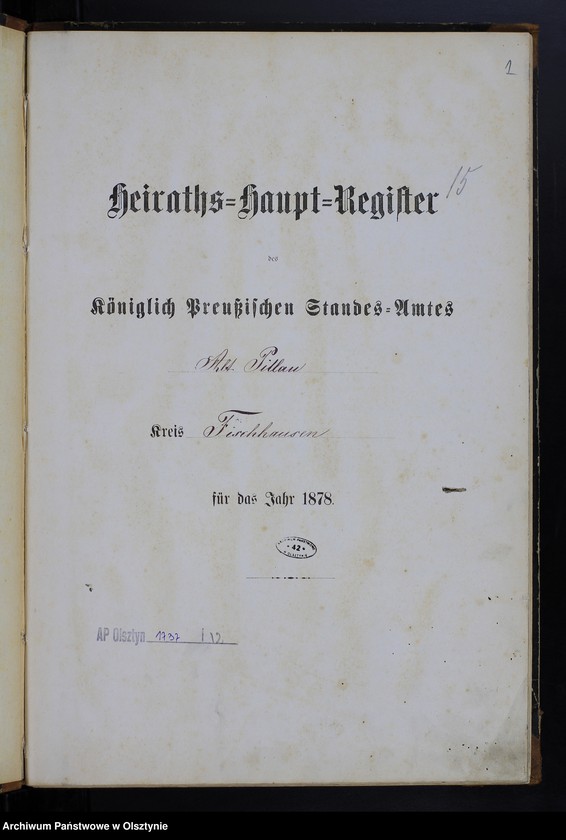 1
15
Heiraths=Haupt=Regiſter
des
Königlich Preußiſchen Standes=Amtes
Alt Pillau
Kreis Fischhausen
für das Jahr 1878.
42
AP Olsztyn 1737 / 12
Archiwum Państwowe w Olsztynie